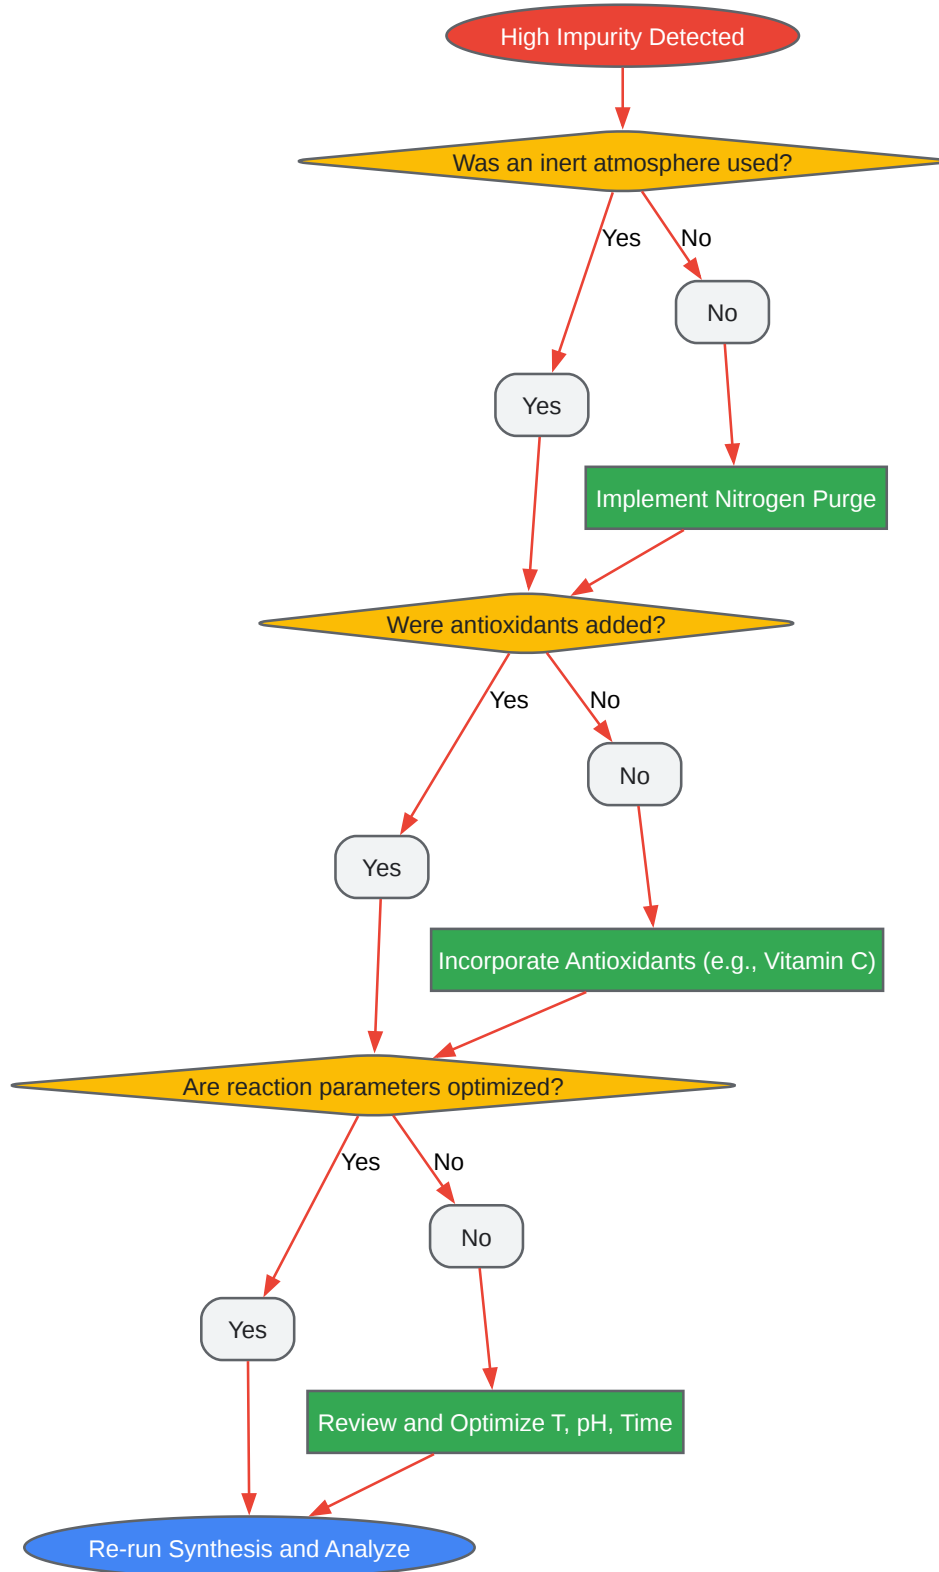 High Impurity Detected
Was an inert atmosphere used?
Yes
No
No
Yes
Implement Nitrogen Purge
Were antioxidants added?
Yes
No
No
Yes
Incorporate Antioxidants (e.g., Vitamin C)
Are reaction parameters optimized?
Yes
No
No
Yes
Review and Optimize T, pH, Time
Re-run Synthesis and Analyze